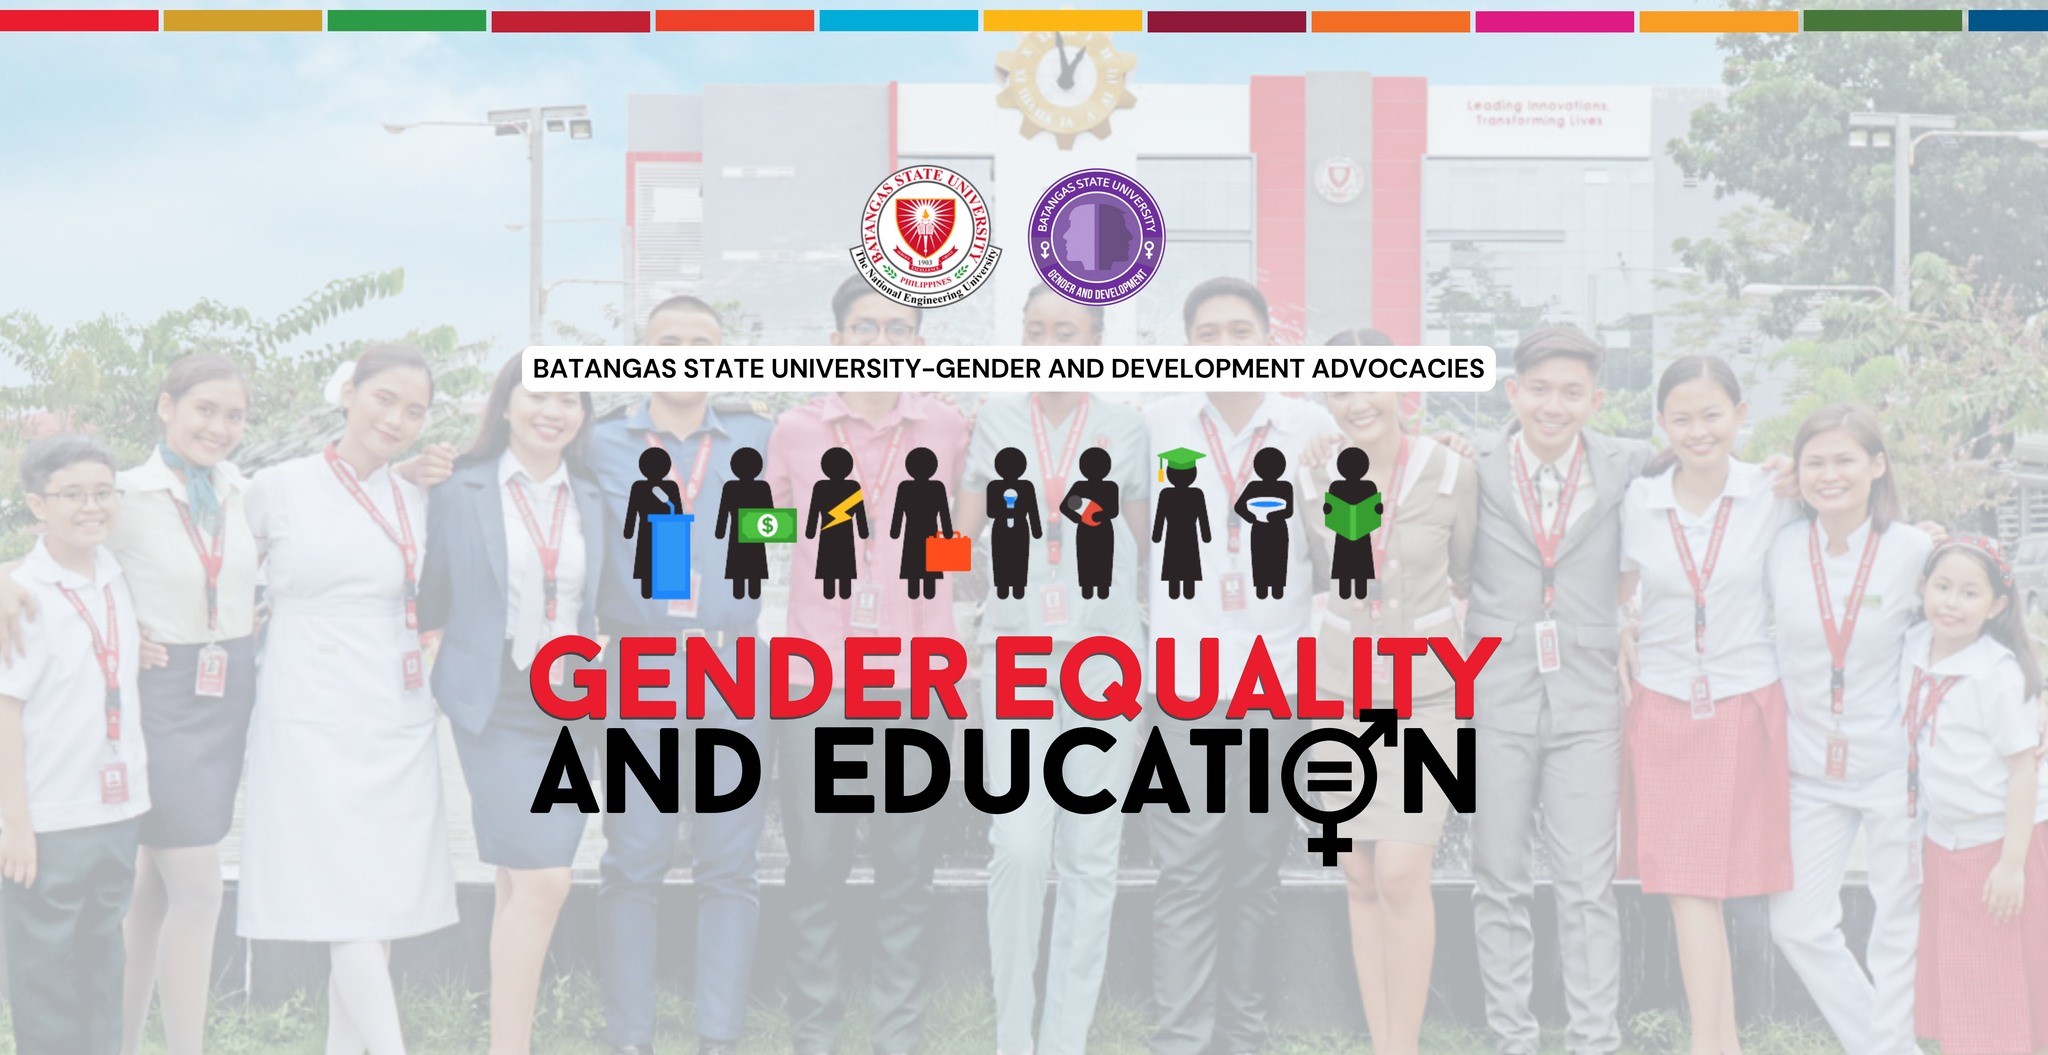 Leading Innovations,
Transforming Lives
BATANGAS STATE UNIVERSITY
1903
EXCELLENCE
PHILIPPINES
The National Engineering University
BATANGAS STATE UNIVERSITY
GENDER AND DEVELOPMENT
BATANGAS STATE UNIVERSITY–GENDER AND DEVELOPMENT ADVOCACIES
$
GENDER EQUALITY
AND EDUCATION